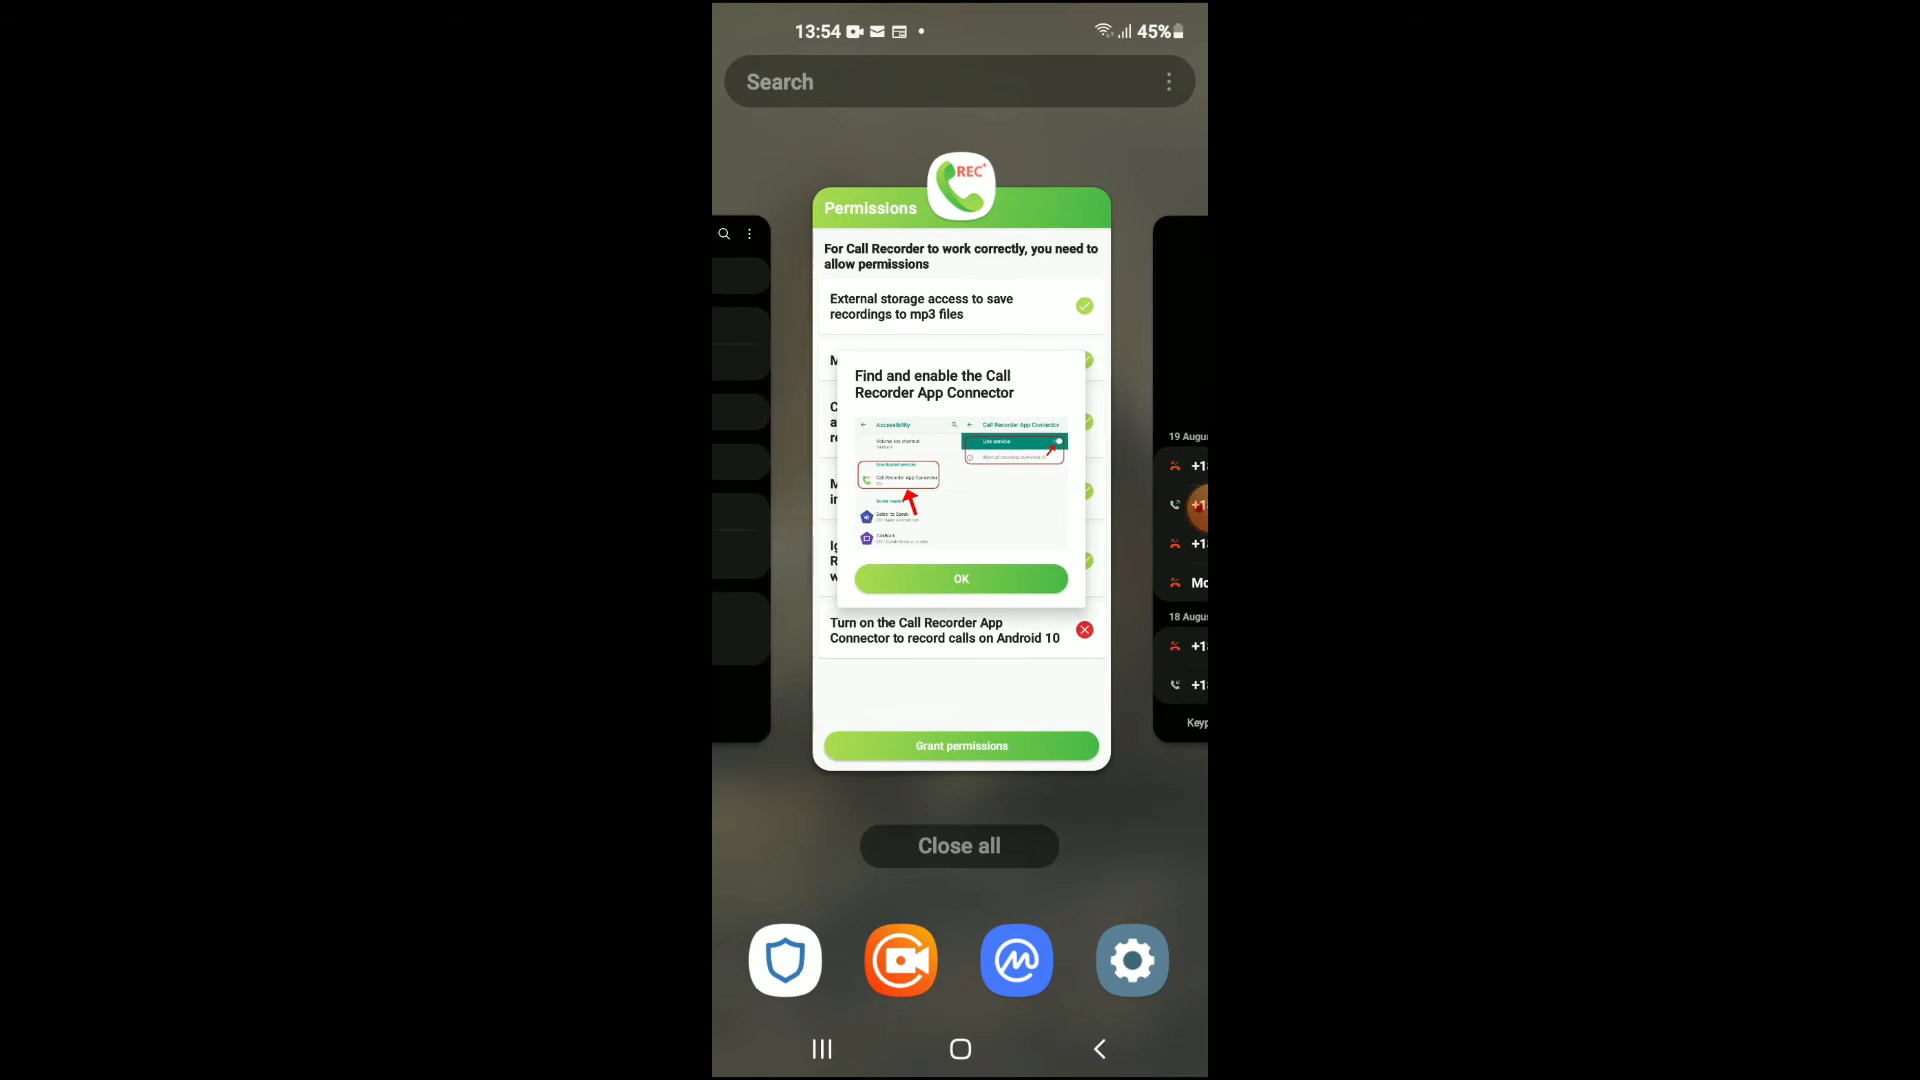 13:54
45%
Search
REC
Permissions
For Call Recorder to work correctly, you need to
allow permissions
External storage access to save
recordings to mp3 files
M
Find and enable the Call
Recorder App Connector
C
a
r
Accessibility
Call Recorder App Connector
Volume key shortcut
Use service
Downloaded services
Call Recorder App Connector
M
in
Select to Speak
Ig
R
w
OK
Turn on the Call Recorder App
Connector to record calls on Android 10
Grant permissions
19 Augu
+1
+1
+1
Mo
18 Augu
+1
+1
Keyp
Close all